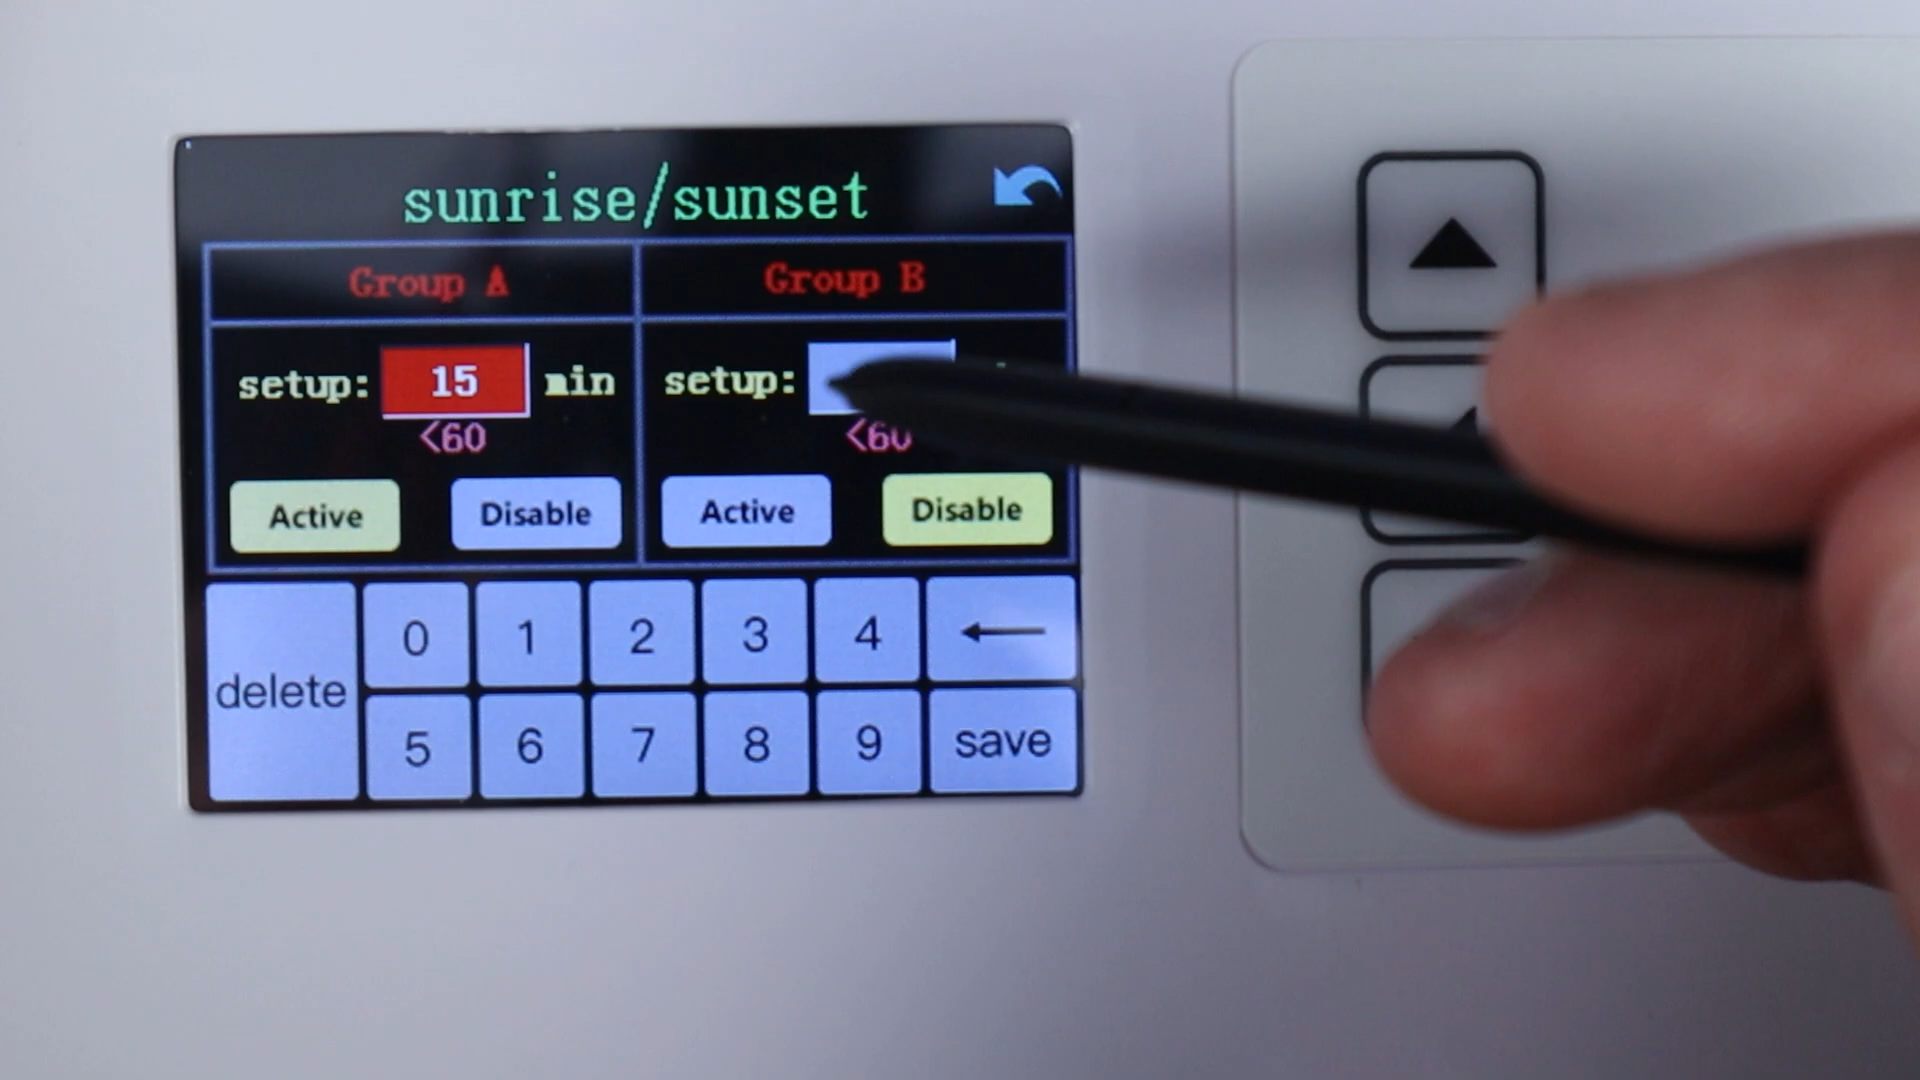 sunrise/sunset
Group A
Group B
setup: 15 min
setup:
<60
<60
Active
Disable
Active
Disable
delete
0 1 2 3 4 ←
5 6 7 8 9 save